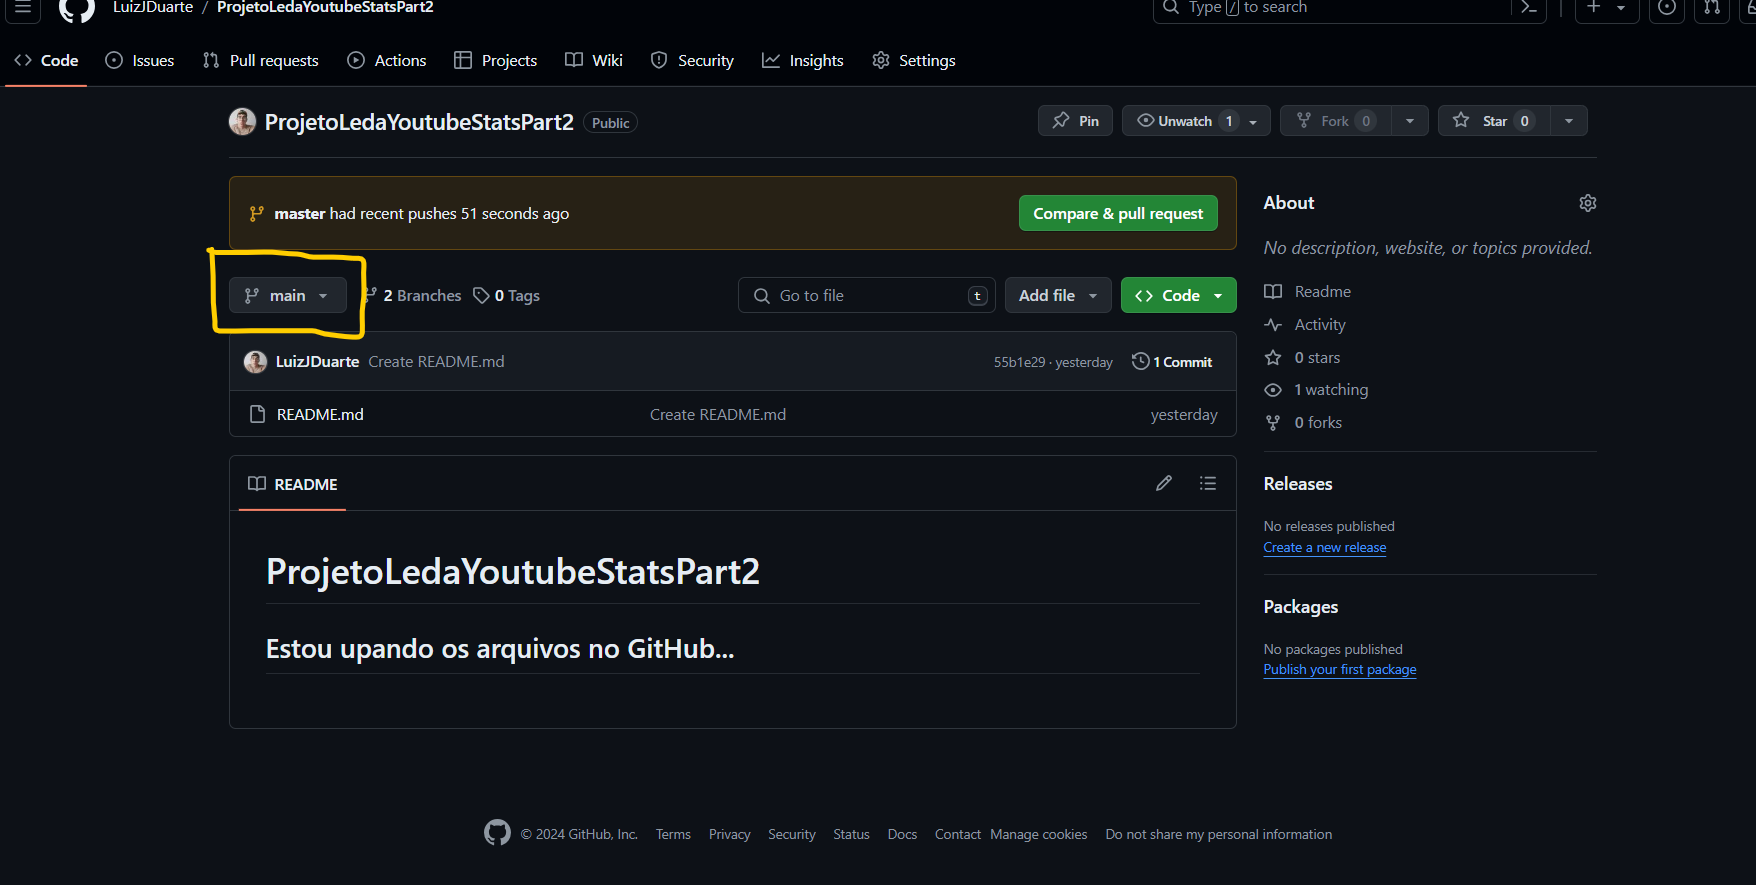 LuizJDuarte / ProjetoLedaYoutubeStatsPart2
Type / to search
Code Issues Pull requests Actions Projects Wiki Security Insights Settings
ProjetoLedaYoutubeStatsPart2 Public
Pin Unwatch 1 Fork 0 Star 0
master had recent pushes 51 seconds ago
Compare & pull request
main 2 Branches 0 Tags
Go to file t Add file Code
LuizJDuarte Create README.md 55b1e29 · yesterday 1 Commit
README.md Create README.md yesterday
README
ProjetoLedaYoutubeStatsPart2
Estou upando os arquivos no GitHub...
About
No description, website, or topics provided.
Readme
Activity
0 stars
1 watching
0 forks
Releases
No releases published
Create a new release
Packages
No packages published
Publish your first package
© 2024 GitHub, Inc. Terms Privacy Security Status Docs Contact Manage cookies Do not share my personal information